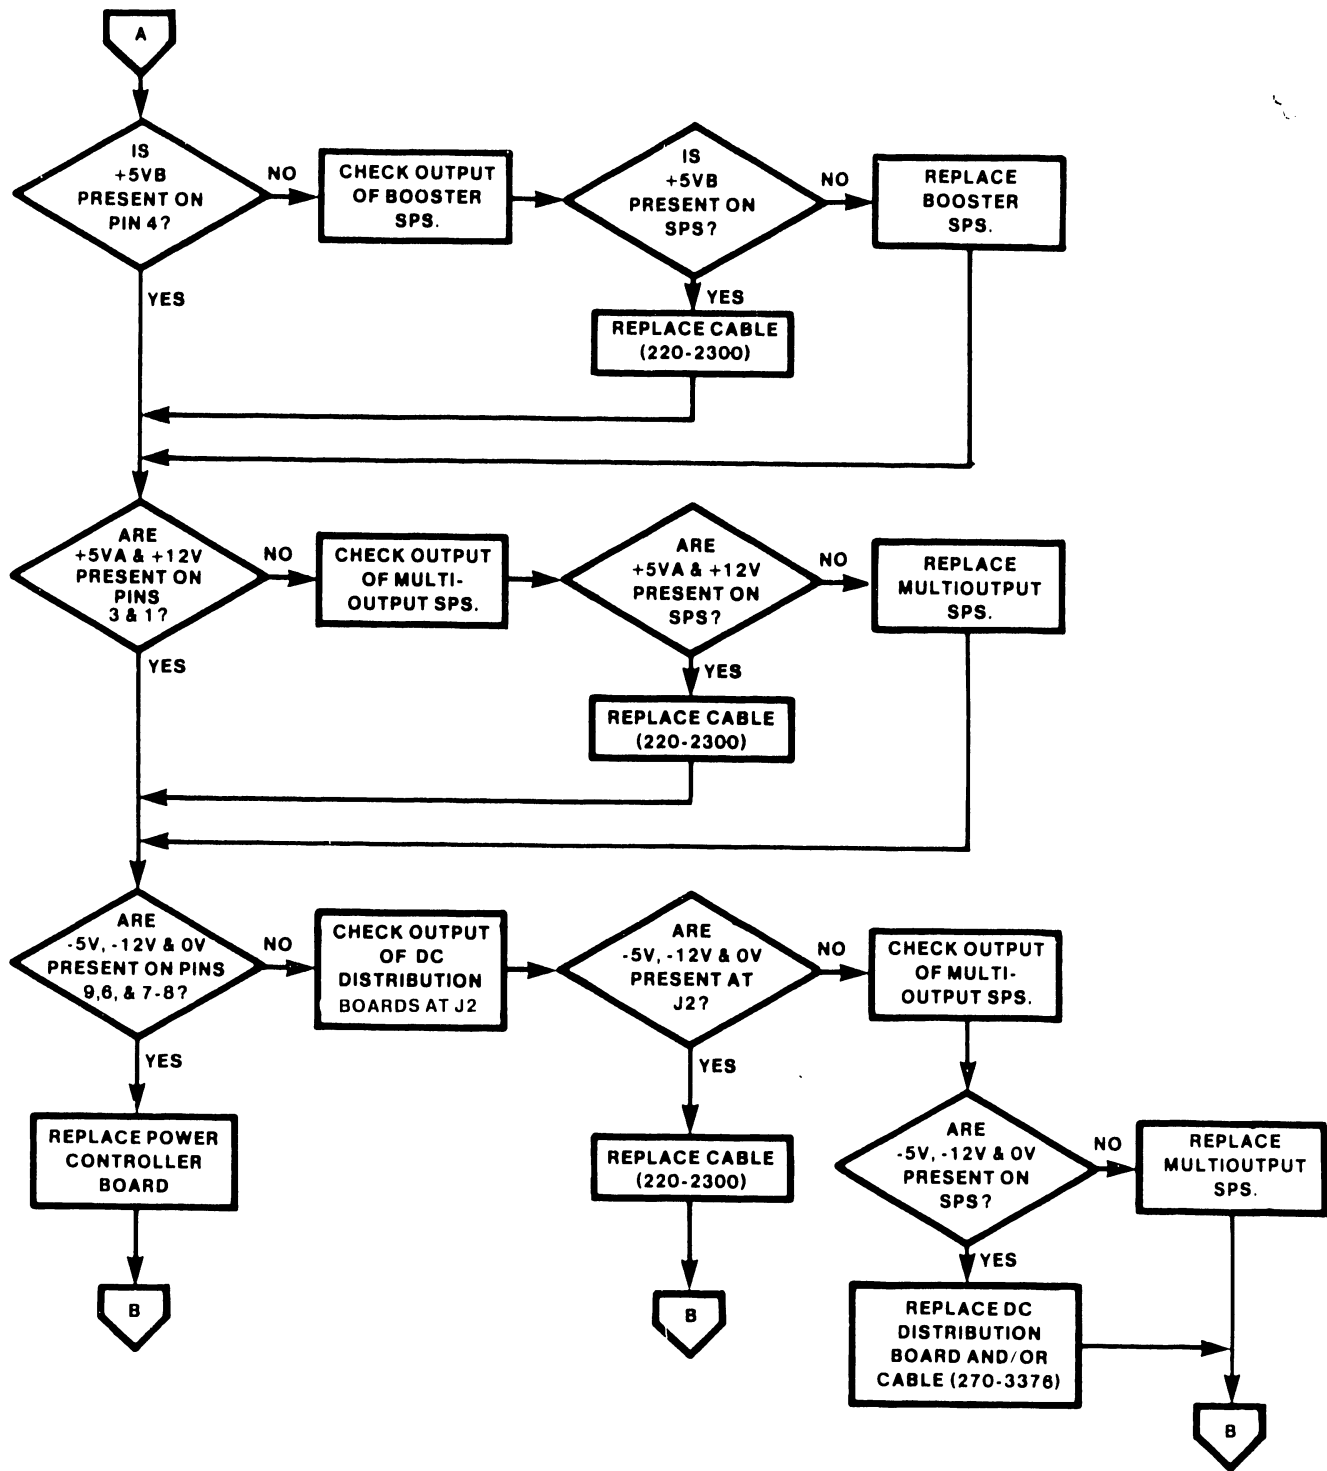 A
IS
+5VB
PRESENT ON
PIN 4?
NO
CHECK OUTPUT
OF BOOSTER
SPS.
IS
+5VB
PRESENT ON
SPS?
NO
REPLACE
BOOSTER
SPS.
YES
YES
REPLACE CABLE
(220-2300)
ARE
+5VA & +12V
PRESENT ON
PINS
3 & 1?
NO
CHECK OUTPUT
OF MULTI-
OUTPUT SPS.
ARE
+5VA & +12V
PRESENT ON
SPS?
NO
REPLACE
MULTIOUTPUT
SPS.
YES
YES
REPLACE CABLE
(220-2300)
ARE
-5V, -12V & 0V
PRESENT ON PINS
9,6, & 7-8?
NO
CHECK OUTPUT
OF DC
DISTRIBUTION
BOARDS AT J2
ARE
-5V, -12V & 0V
PRESENT AT
J2?
NO
CHECK OUTPUT
OF MULTI-
OUTPUT SPS.
YES
YES
REPLACE POWER
CONTROLLER
BOARD
REPLACE CABLE
(220-2300)
ARE
-5V, -12V & 0V
PRESENT ON
SPS?
NO
REPLACE
MULTIOUTPUT
SPS.
YES
REPLACE DC
DISTRIBUTION
BOARD AND/OR
CABLE (270-3376)
B
B
B